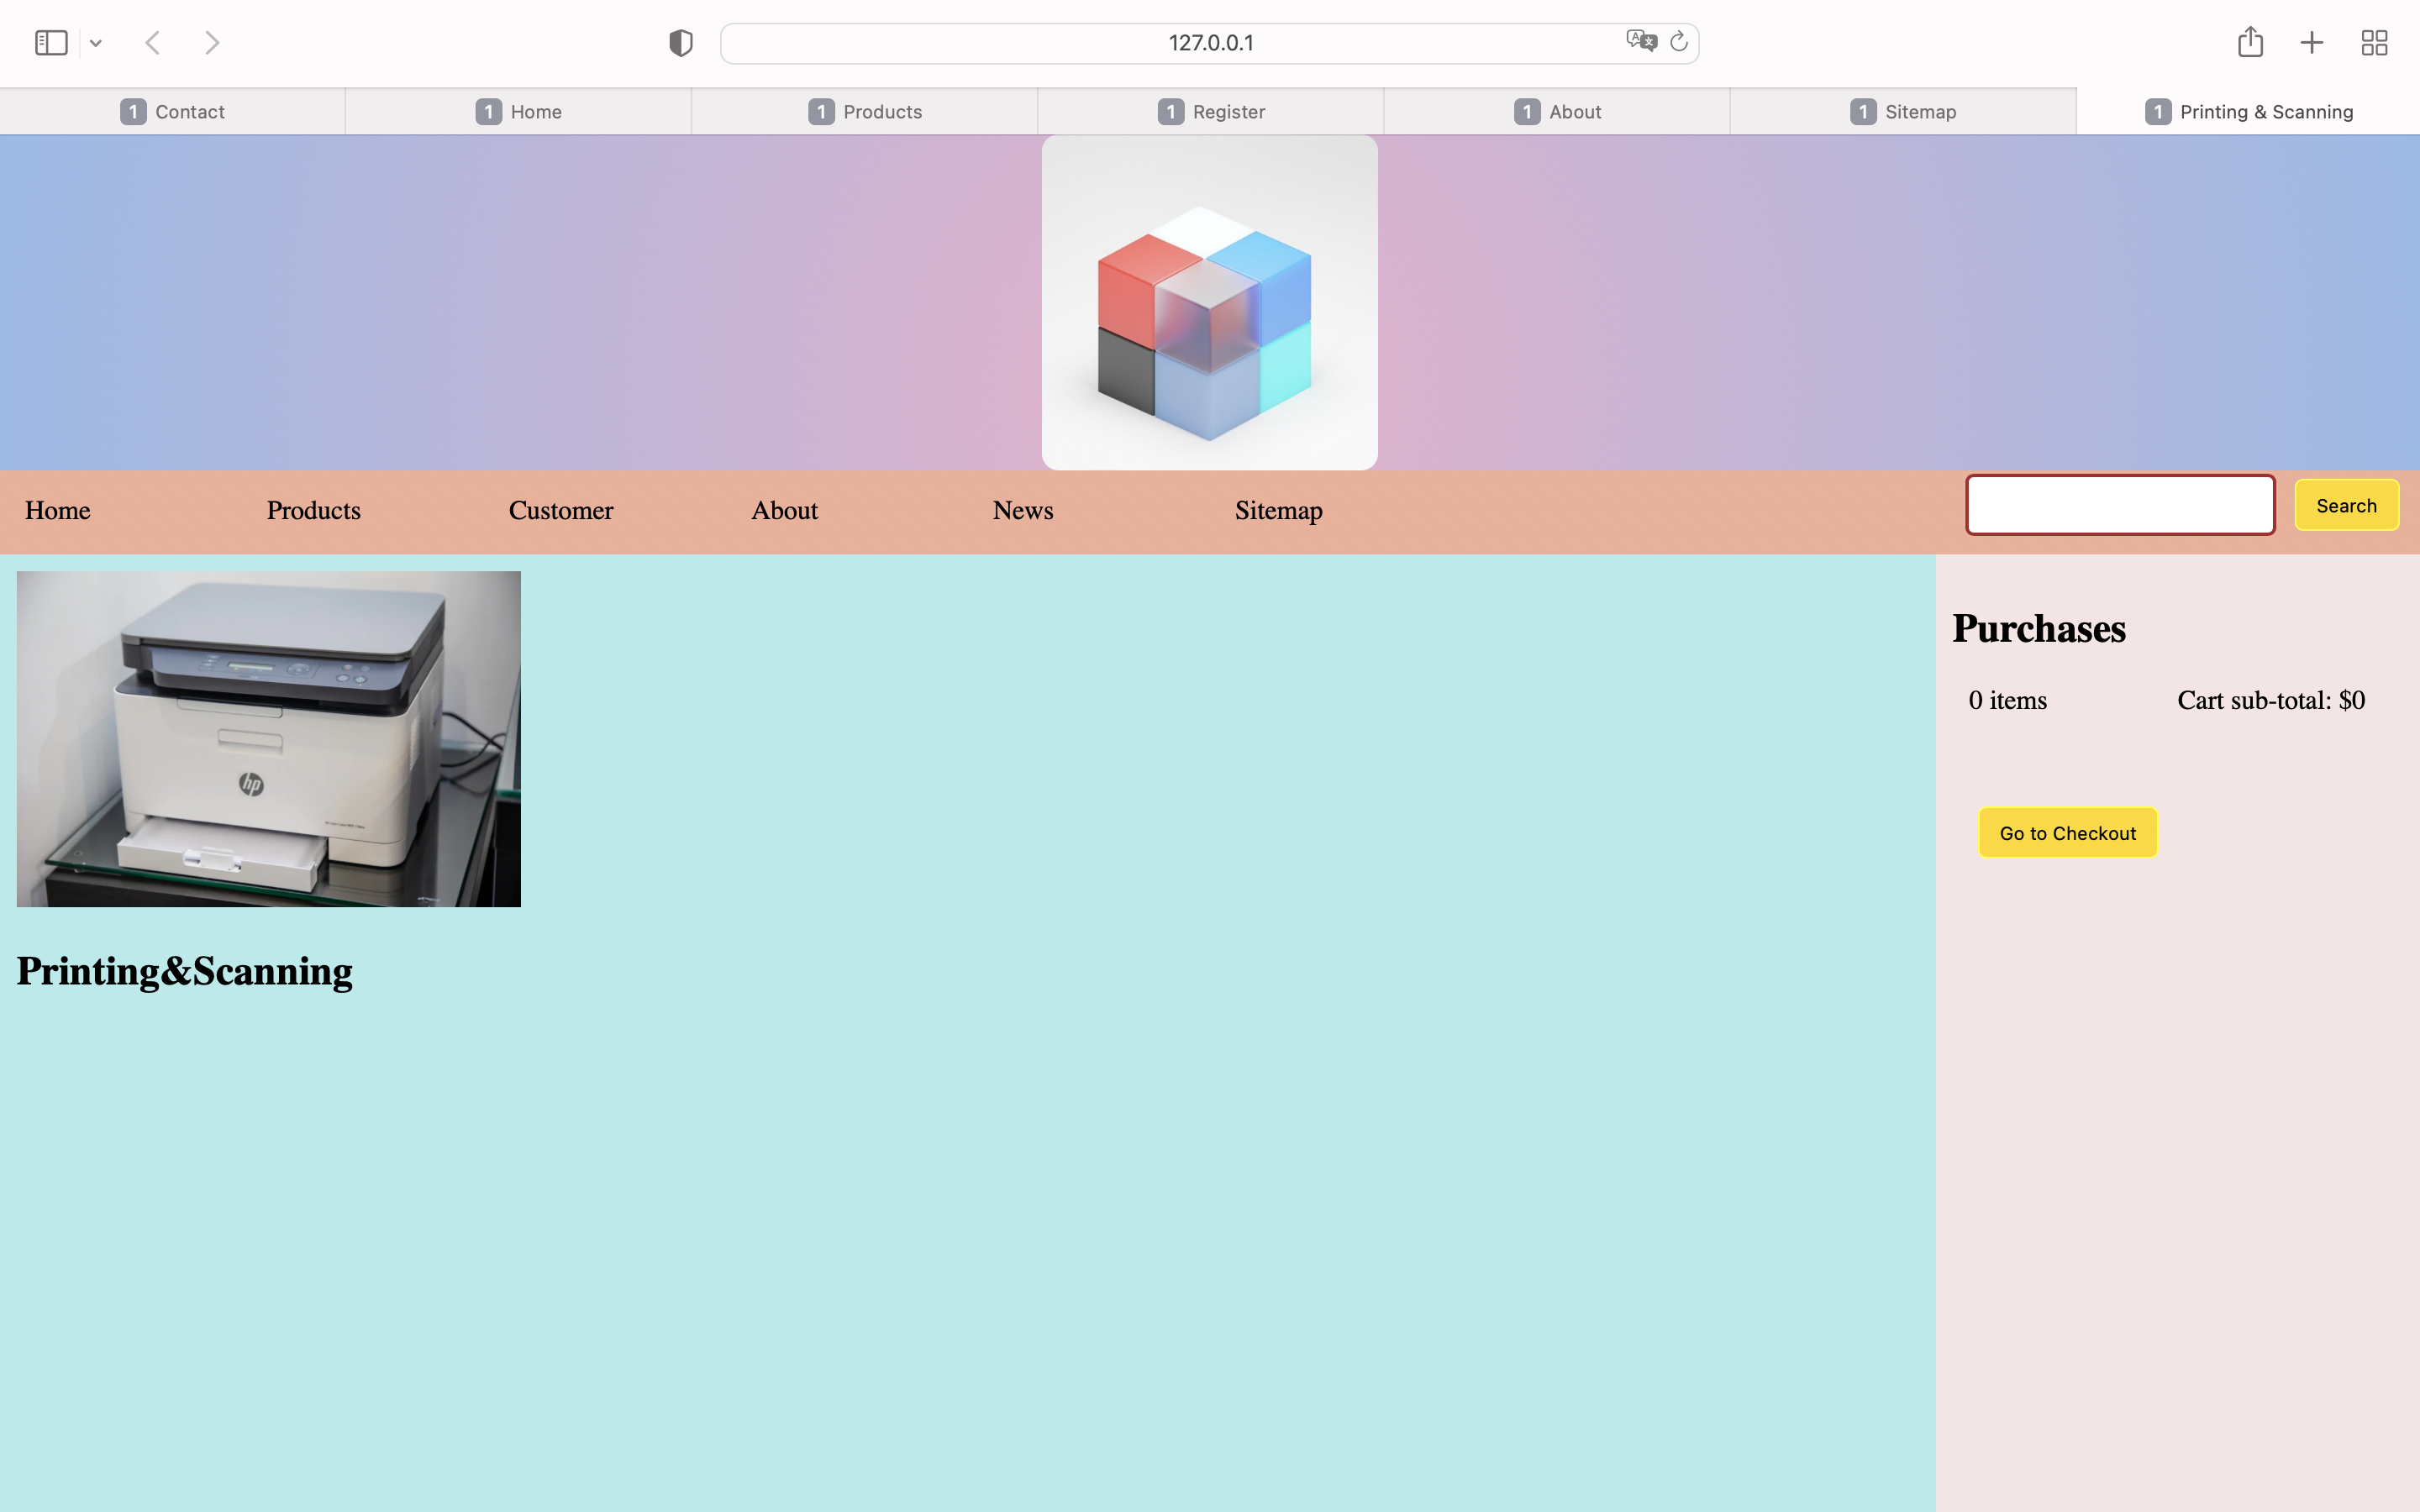 127.0.0.1
1 Contact
1 Home
1 Products
1 Register
1 About
1 Sitemap
1 Printing & Scanning
Home Products Customer About News Sitemap Search
hp
Printing&Scanning
Purchases
0 items Cart sub-total: $0
Go to Checkout